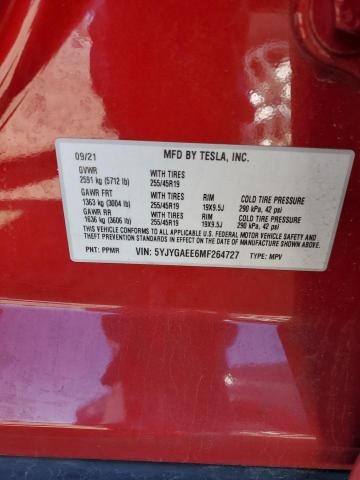 09/21 MFD BY TESLA, INC.
GVWR
2591 kg (5712 lb) WITH TIRES 255/45R19
GAWR FRT
1363 kg (3004 lb) WITH TIRES 255/45R19 RIM 19X9.5J COLD TIRE PRESSURE 290 kPa, 42 psi
GAWR RR
1636 kg (3606 lb) WITH TIRES 255/45R19 RIM 19X9.5J COLD TIRE PRESSURE 290 kPa, 42 psi
THIS VEHICLE CONFORMS TO ALL APPLICABLE U.S. FEDERAL MOTOR VEHICLE SAFETY
AND THEFT PREVENTION STANDARDS IN EFFECT ON THE DATE OF MANUFACTURE SHOWN ABOVE.
PNT: PPMR VIN: 5YJYGAEE6MF264727 TYPE: MPV